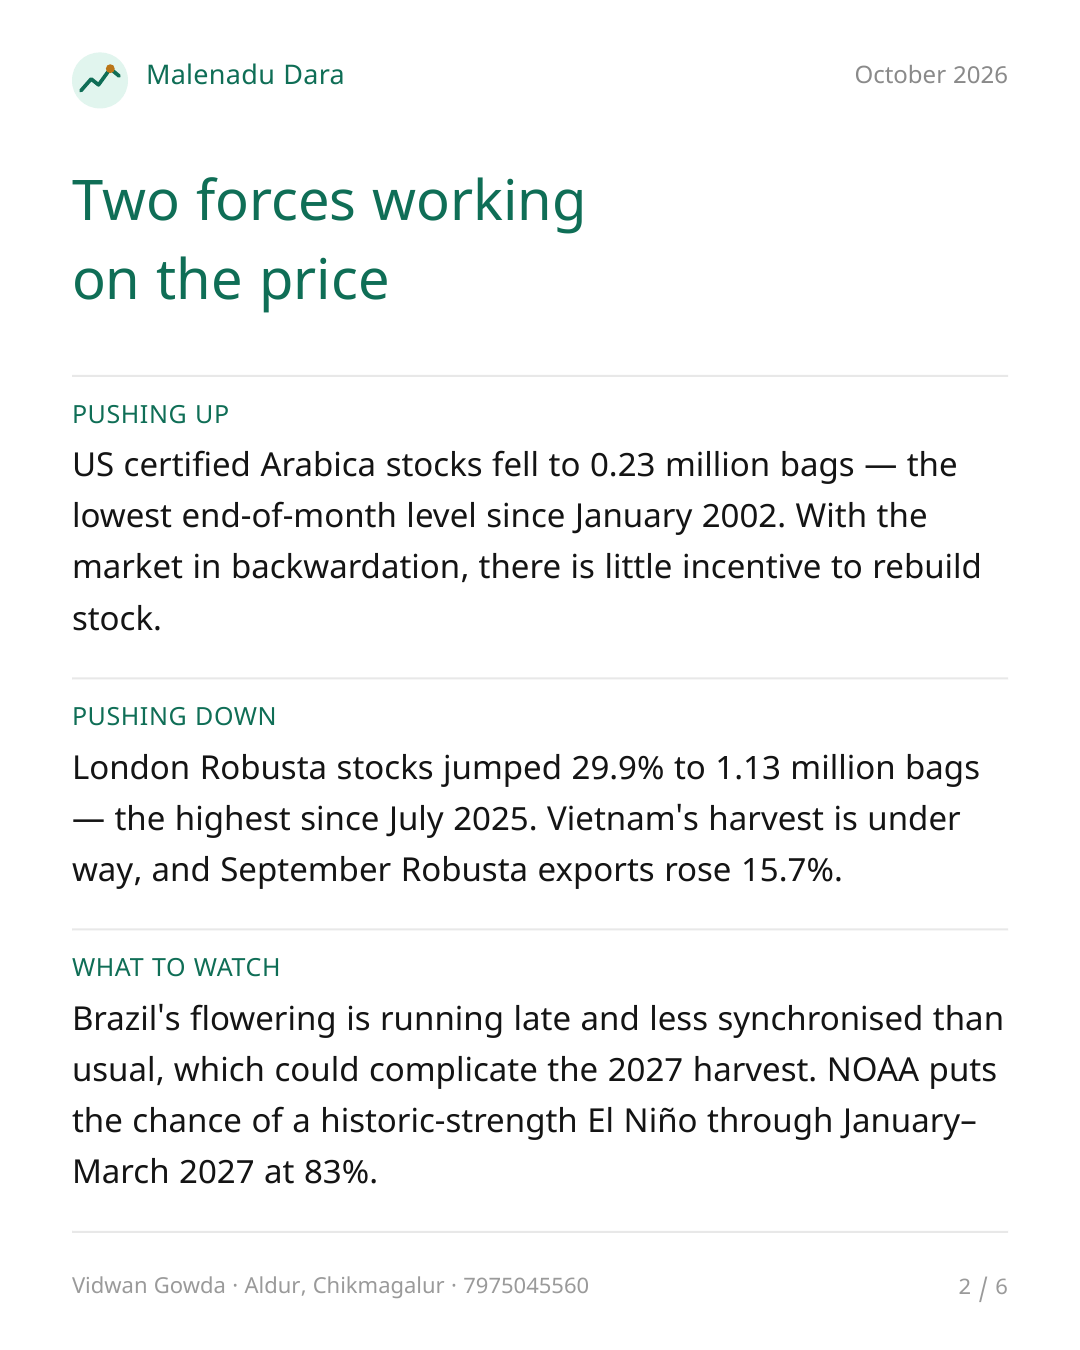 Malenadu Dara
October 2026
Two forces working
on the price
PUSHING UP
US certified Arabica stocks fell to 0.23 million bags — the
lowest end-of-month level since January 2002. With the
market in backwardation, there is little incentive to rebuild
stock.
PUSHING DOWN
London Robusta stocks jumped 29.9% to 1.13 million bags
— the highest since July 2025. Vietnam's harvest is under
way, and September Robusta exports rose 15.7%.
WHAT TO WATCH
Brazil's flowering is running late and less synchronised than
usual, which could complicate the 2027 harvest. NOAA puts
the chance of a historic-strength El Niño through January–
March 2027 at 83%.
Vidwan Gowda · Aldur, Chikmagalur · 7975045560
2 / 6